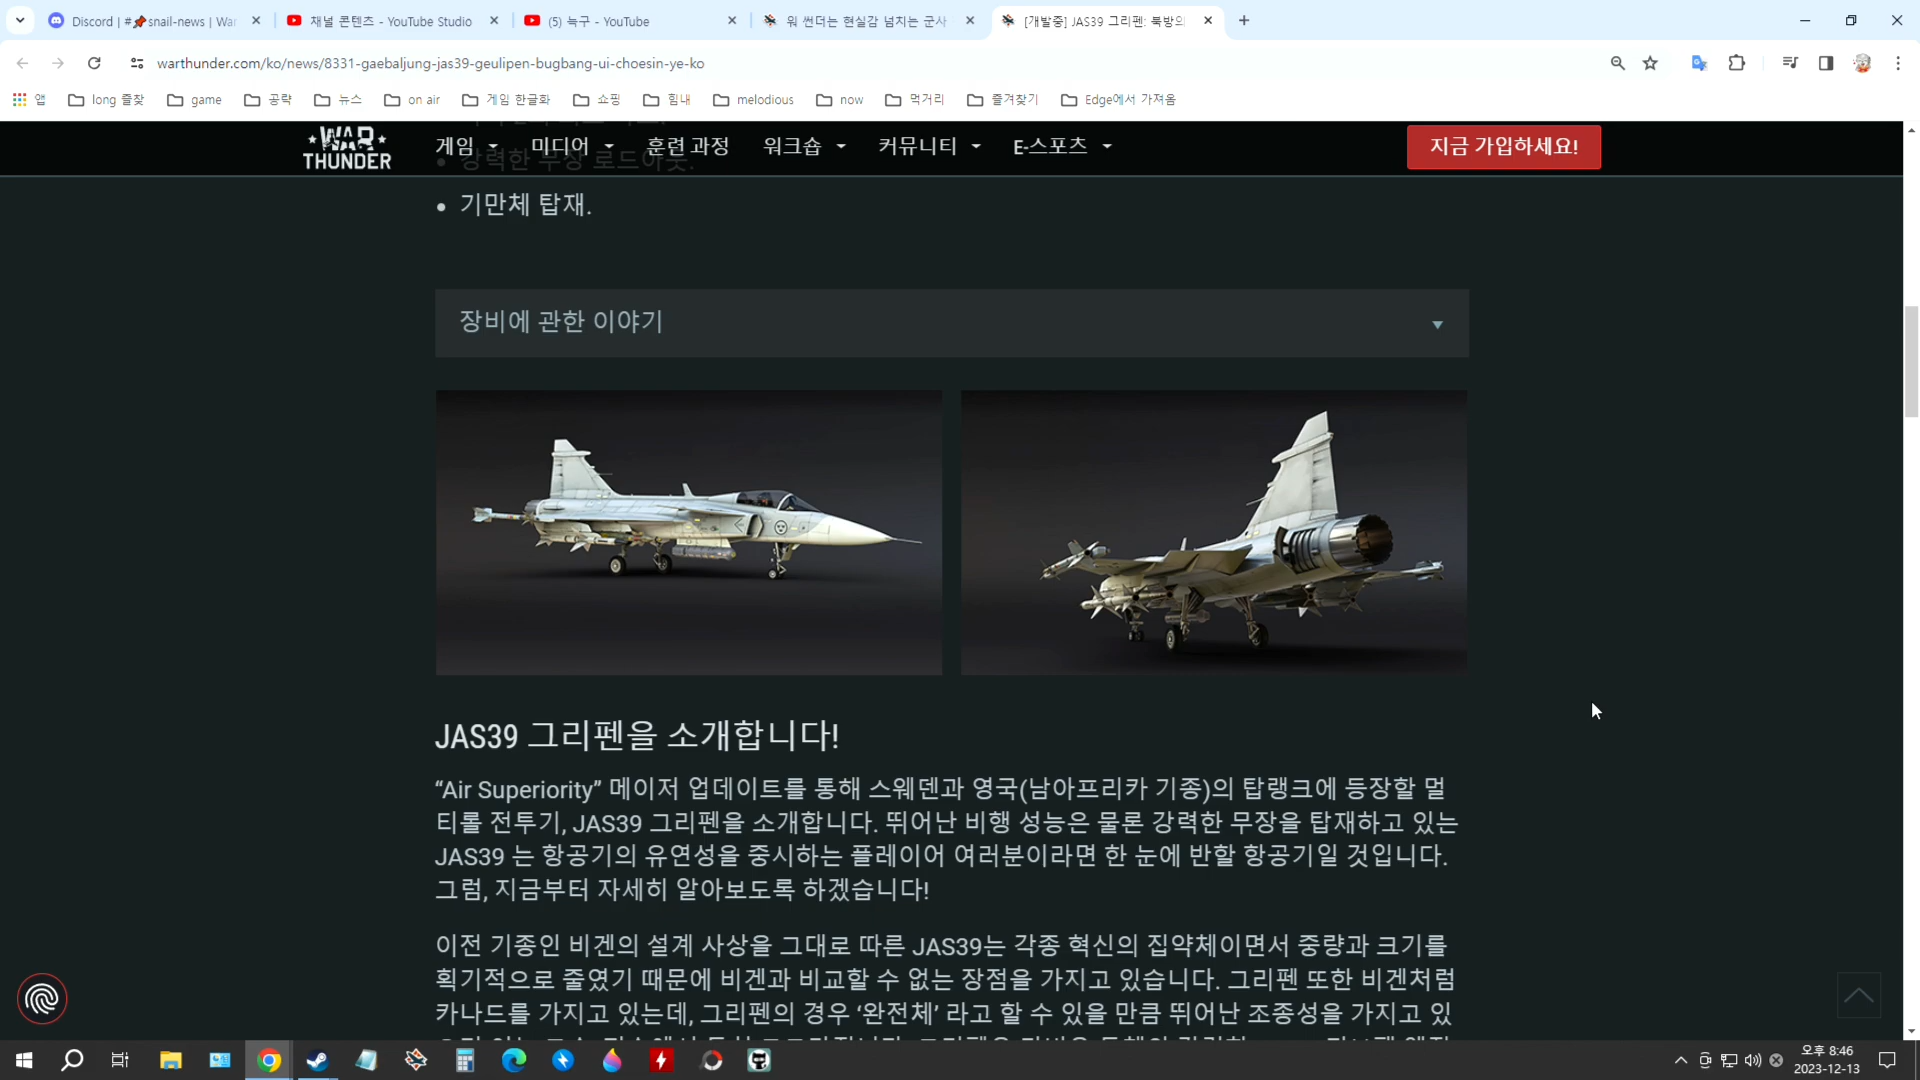 Discord | #📌snail-news | Wa
채널 콘텐츠 - YouTube Studio
(5) 늑구 - YouTube
워 썬더는 현실감 넘치는 군사
[개발중] JAS39 그리펜: 북방의
warthunder.com/ko/news/8331-gaebaljung-jas39-geulipen-bugbang-ui-choesin-ye-ko
앱
long 즐찾
game
공략
뉴스
on air
게임 한글화
쇼핑
힘내
melodious
now
먹거리
즐겨찾기
Edge에서 가져옴
WAR THUNDER
게임
미디어
훈련 과정
워크숍
커뮤니티
E-스포츠
지금 가입하세요!
• 강력한 무장 로드아웃.
• 기만체 탑재.
장비에 관한 이야기
JAS39 그리펜을 소개합니다!
“Air Superiority” 메이저 업데이트를 통해 스웨덴과 영국(남아프리카 기종)의 탑랭크에 등장할 멀
티롤 전투기, JAS39 그리펜을 소개합니다. 뛰어난 비행 성능은 물론 강력한 무장을 탑재하고 있는
JAS39 는 항공기의 유연성을 중시하는 플레이어 여러분이라면 한 눈에 반할 항공기일 것입니다.
그럼, 지금부터 자세히 알아보도록 하겠습니다!
이전 기종인 비겐의 설계 사상을 그대로 따른 JAS39는 각종 혁신의 집약체이면서 중량과 크기를
획기적으로 줄였기 때문에 비겐과 비교할 수 없는 장점을 가지고 있습니다. 그리펜 또한 비겐처럼
카나드를 가지고 있는데, 그리펜의 경우 ‘완전체’ 라고 할 수 있을 만큼 뛰어난 조종성을 가지고 있
오후 8:46
2023-12-13